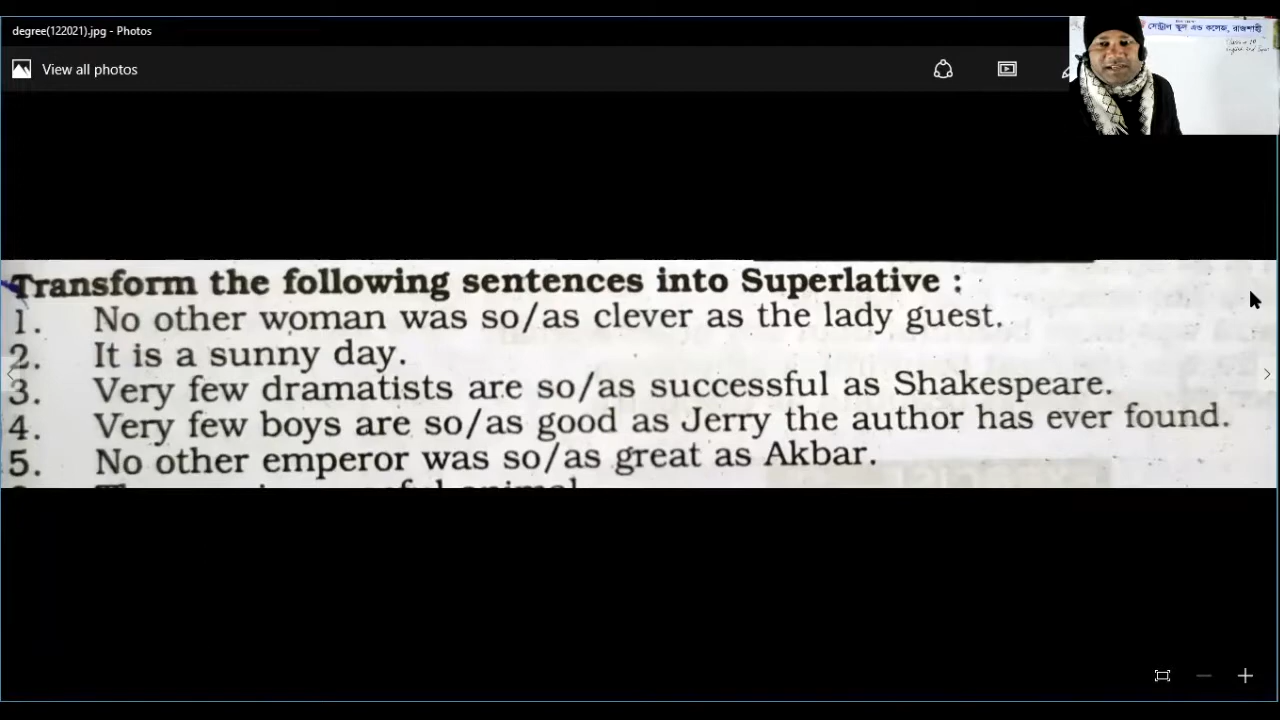 degree(122021).jpg - Photos
View all photos
সেন্ট্রাল স্কুল এন্ড কলেজ, রাজশাহী
Transform the following sentences into Superlative :
1. No other woman was so/as clever as the lady guest.
2. It is a sunny day.
3. Very few dramatists are so/as successful as Shakespeare.
4. Very few boys are so/as good as Jerry the author has ever found.
5. No other emperor was so/as great as Akbar.